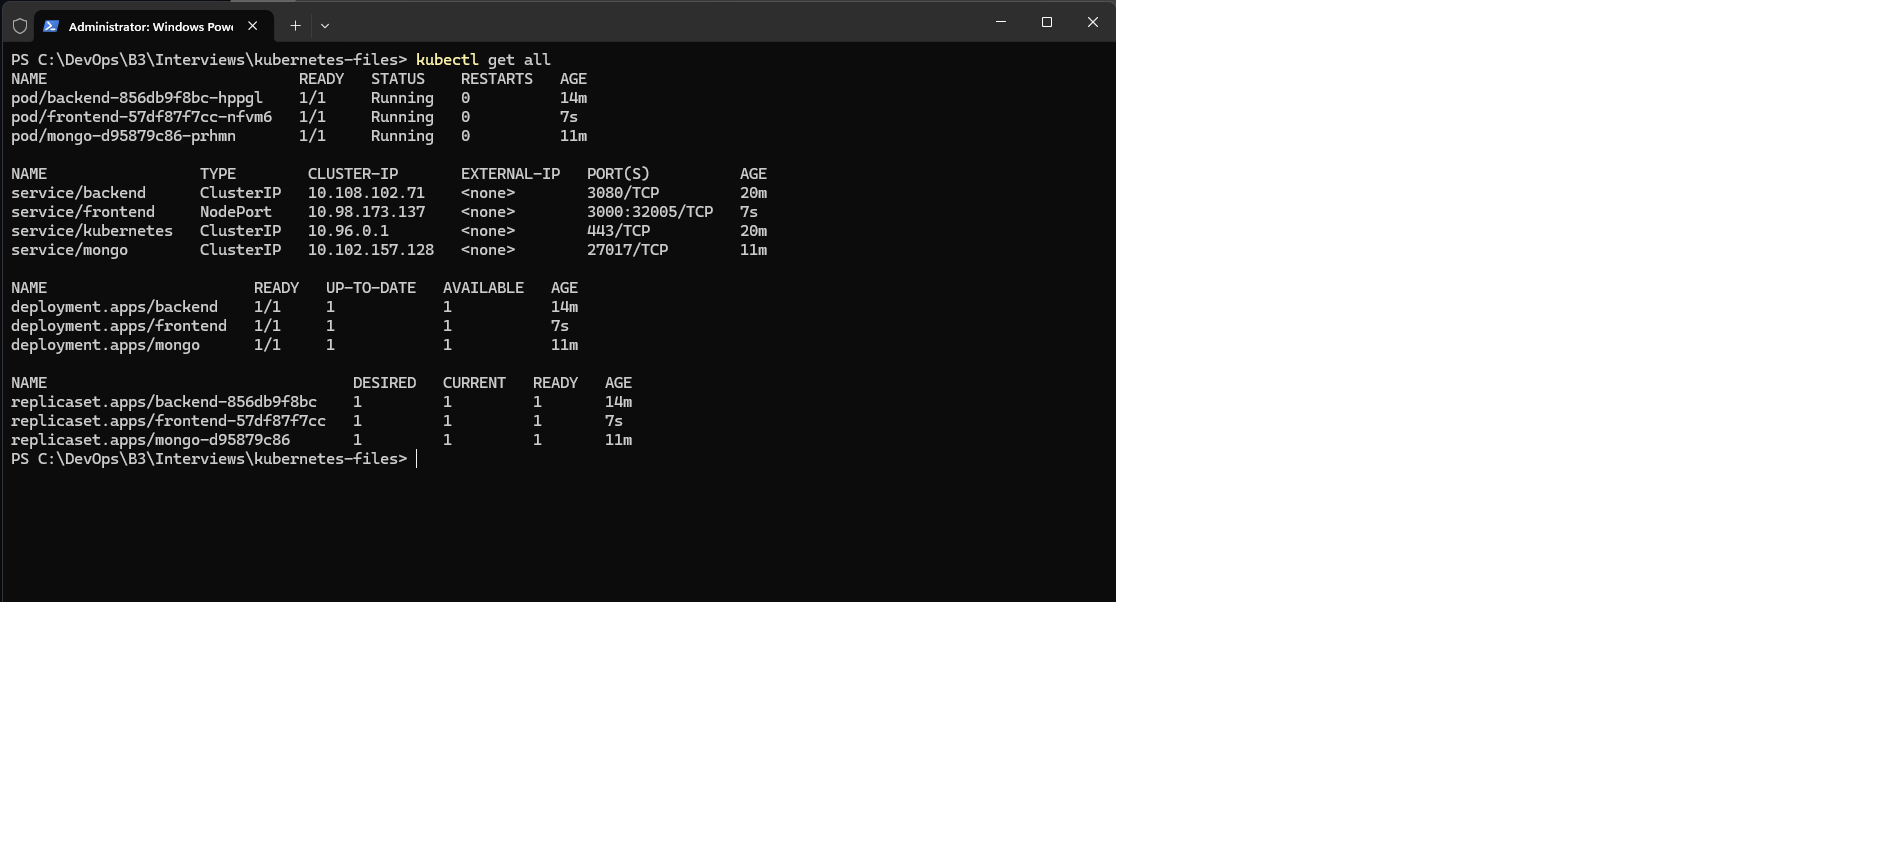 Administrator: Windows Powe
PS C:\DevOps\B3\Interviews\kubernetes-files> kubectl get all
NAME                            READY   STATUS    RESTARTS   AGE
pod/backend-856db9f8bc-hppgl    1/1     Running   0          14m
pod/frontend-57df87f7cc-nfvm6   1/1     Running   0          7s
pod/mongo-d95879c86-prhmn       1/1     Running   0          11m

NAME                 TYPE        CLUSTER-IP       EXTERNAL-IP   PORT(S)          AGE
service/backend      ClusterIP   10.108.102.71    <none>        3080/TCP         20m
service/frontend     NodePort    10.98.173.137    <none>        3000:32005/TCP   7s
service/kubernetes   ClusterIP   10.96.0.1        <none>        443/TCP          20m
service/mongo        ClusterIP   10.102.157.128   <none>        27017/TCP        11m

NAME                       READY   UP-TO-DATE   AVAILABLE   AGE
deployment.apps/backend    1/1     1            1           14m
deployment.apps/frontend   1/1     1            1           7s
deployment.apps/mongo      1/1     1            1           11m

NAME                                  DESIRED   CURRENT   READY   AGE
replicaset.apps/backend-856db9f8bc    1         1         1       14m
replicaset.apps/frontend-57df87f7cc   1         1         1       7s
replicaset.apps/mongo-d95879c86       1         1         1       11m
PS C:\DevOps\B3\Interviews\kubernetes-files>